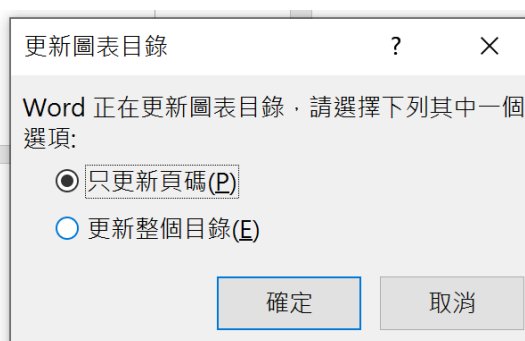 更新圖表目錄 ? ×
Word 正在更新圖表目錄，請選擇下列其中一個
選項:
只更新頁碼(P)
更新整個目錄(E)
確定 取消